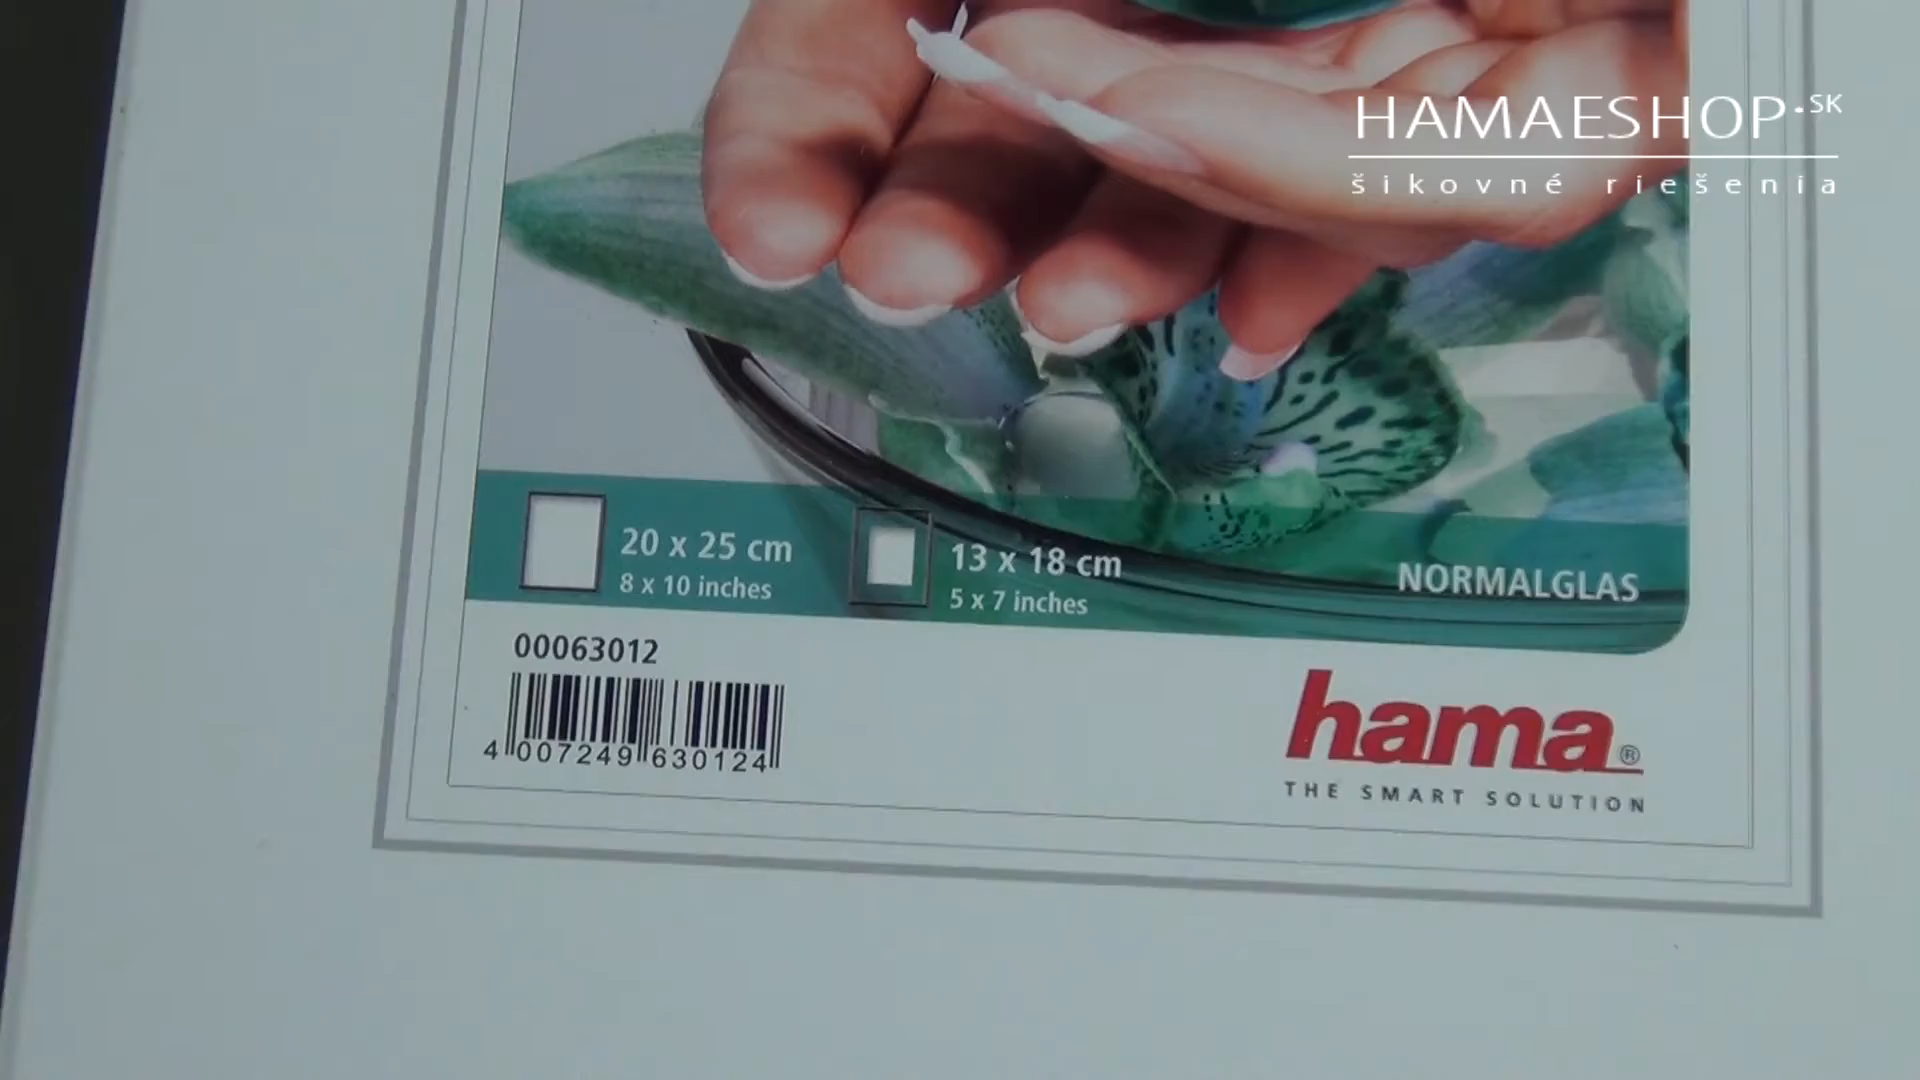 HAMAESHOP.SK
šikovné riešenia
20 x 25 cm
8 x 10 inches
13 x 18 cm
5 x 7 inches
NORMALGLAS
00063012
4 007249 630124
hama®
THE SMART SOLUTION